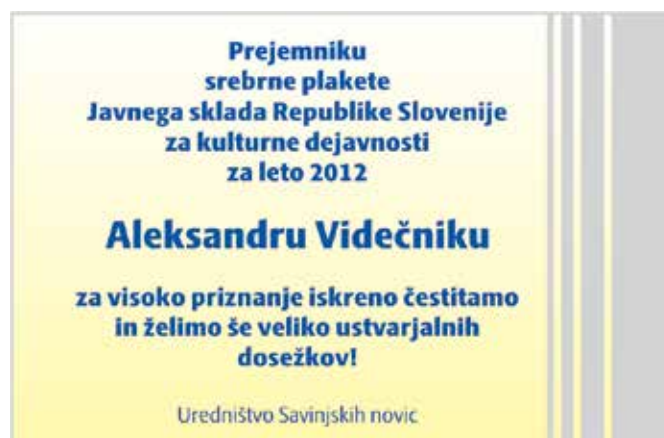 Prejemniku
srebrne plakete
Javnega sklada Republike Slovenije
za kulturne dejavnosti
za leto 2012
Aleksandru Videčniku
za visoko priznanje iskreno čestitamo
in želimo še veliko ustvarjalnih
dosežkov!
Uredništvo Savinjskih novic